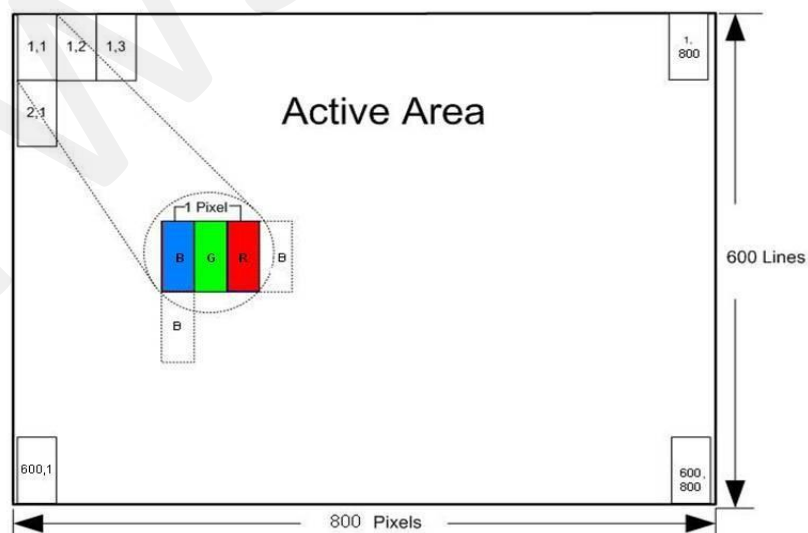 1,1 1,2 1,3
1,
800
2,1
Active Area
1 Pixel
B G R B
B
600 Lines
600,1
600,
800
800 Pixels